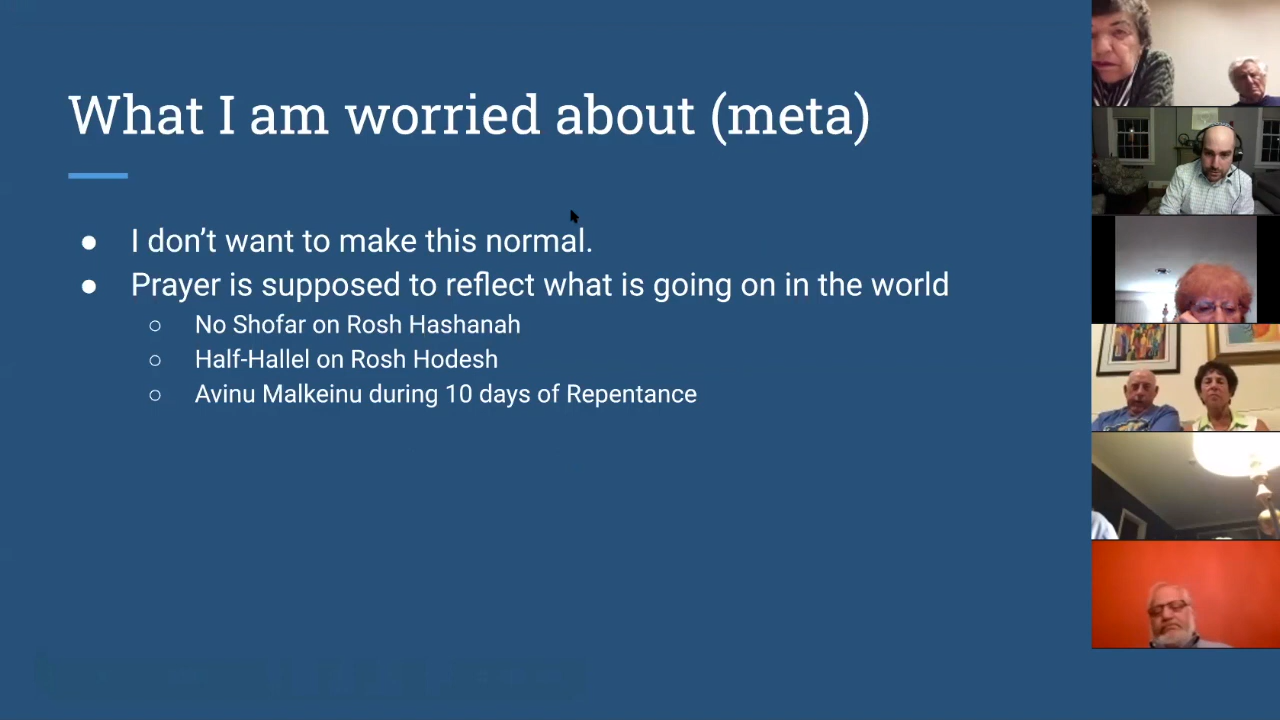 What I am worried about (meta)
● I don’t want to make this normal.
● Prayer is supposed to reflect what is going on in the world
○ No Shofar on Rosh Hashanah
○ Half-Hallel on Rosh Hodesh
○ Avinu Malkeinu during 10 days of Repentance